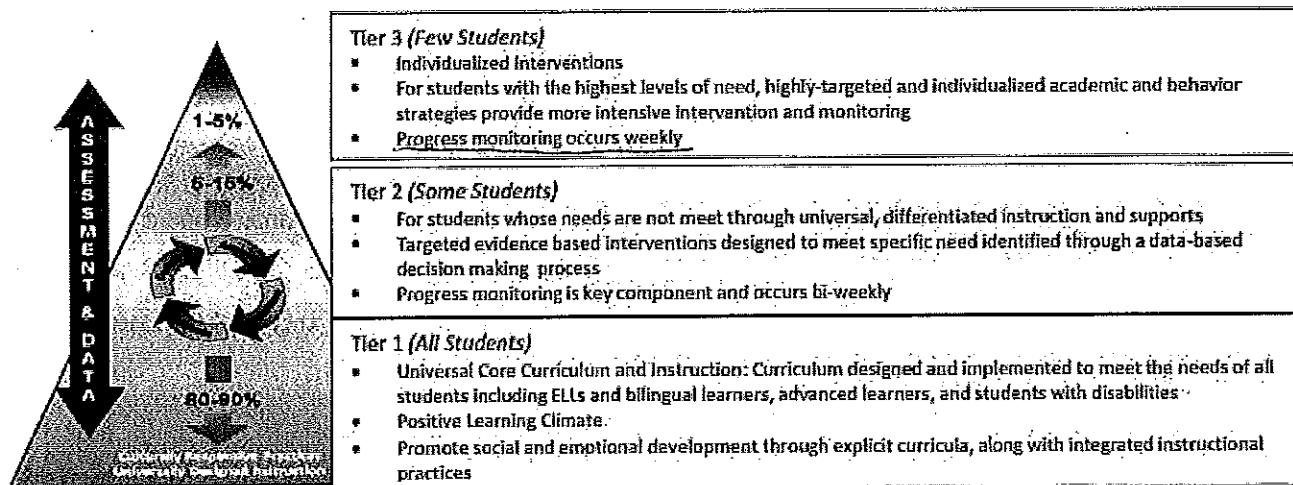 ASSESSMENT & DATA
1-5%
5-15%
80-90%
Tier 3 (Few Students)
▪ Individualized Interventions
▪ For students with the highest levels of need, highly-targeted and individualized academic and behavior
strategies provide more intensive intervention and monitoring
▪ Progress monitoring occurs weekly
Tier 2 (Some Students)
▪ For students whose needs are not meet through universal, differentiated instruction and supports
▪ Targeted evidence based interventions designed to meet specific need identified through a data-based
decision making process
▪ Progress monitoring is key component and occurs bi-weekly
Tier 1 (All Students)
▪ Universal Core Curriculum and Instruction: Curriculum designed and implemented to meet the needs of all
students including ELLs and bilingual learners, advanced learners, and students with disabilities
▪ Positive Learning Climate.
▪ Promote social and emotional development through explicit curricula, along with integrated instructional
practices